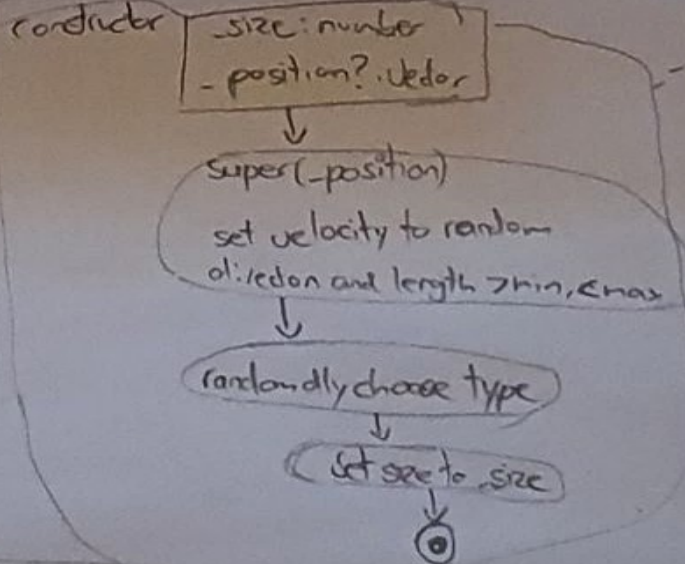 constructor
_size: number
_position?: Vector
super(_position)
set velocity to random
direction and length >min, <max
randomdly choose type
set size to _size